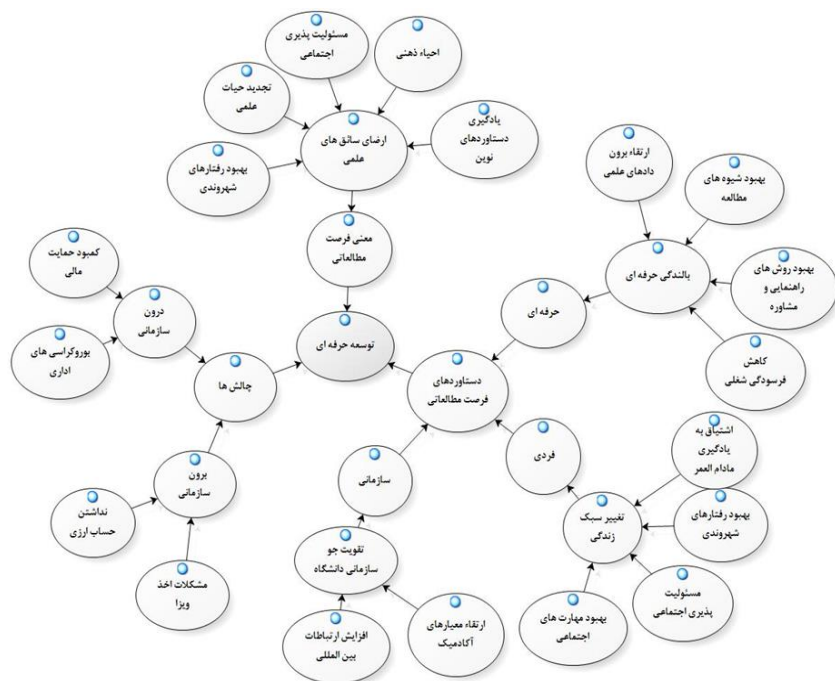 مسئولیت پذیری
اجتماعی
احیاء ذهنی
تجدید حیات
علمی
ارضای سائق های
علمی
یادگیری
دستاوردهای
نوین
بهبود رفتارهای
شهروندی
معنی فرصت
مطالعاتی
ارتقاء برون
دادهای علمی
بهبود شیوه های
مطالعه
بالندگی حرفه ای
بهبود روش های
راهنمایی و
مشاوره
کاهش
فرسودگی شغلی
حرفه ای
کمبود حمایت
مالی
درون
سازمانی
بوروکراسی های
اداری
چالش ها
توسعه حرفه ای
دستاوردهای
فرصت مطالعاتی
برون
سازمانی
نداشتن
حساب ارزی
مشکلات اخذ
ویزا
سازمانی
تقویت جو
سازمانی دانشگاه
افزایش ارتباطات
بین المللی
ارتقاء معیارهای
آکادمیک
فردی
اشتیاق به
یادگیری
مادام العمر
تغییر سبک
زندگی
بهبود رفتارهای
شهروندی
مسئولیت
پذیری اجتماعی
بهبود مهارت های
اجتماعی